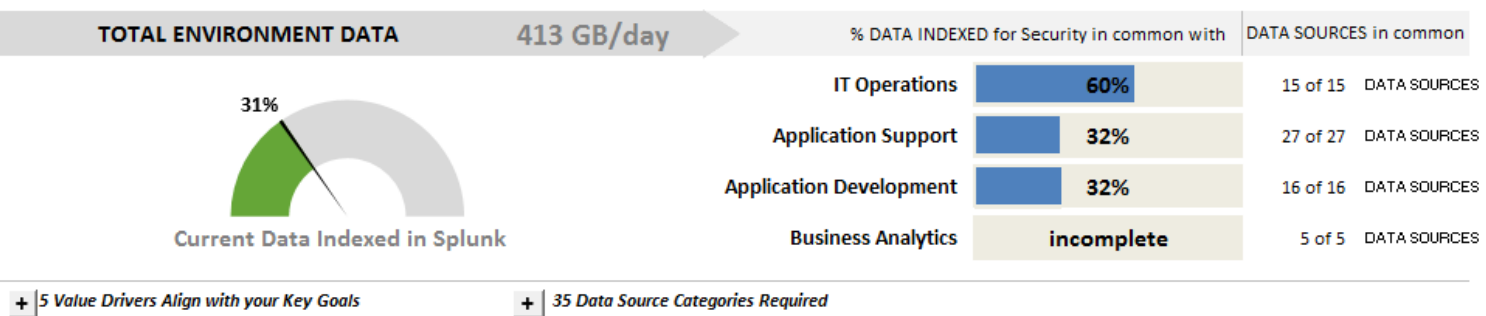 TOTAL ENVIRONMENT DATA 413 GB/day % DATA INDEXED for Security in common with DATA SOURCES in common
31%
Current Data Indexed in Splunk
IT Operations 60% 15 of 15 DATA SOURCES
Application Support 32% 27 of 27 DATA SOURCES
Application Development 32% 16 of 16 DATA SOURCES
Business Analytics incomplete 5 of 5 DATA SOURCES
+ 5 Value Drivers Align with your Key Goals + 35 Data Source Categories Required